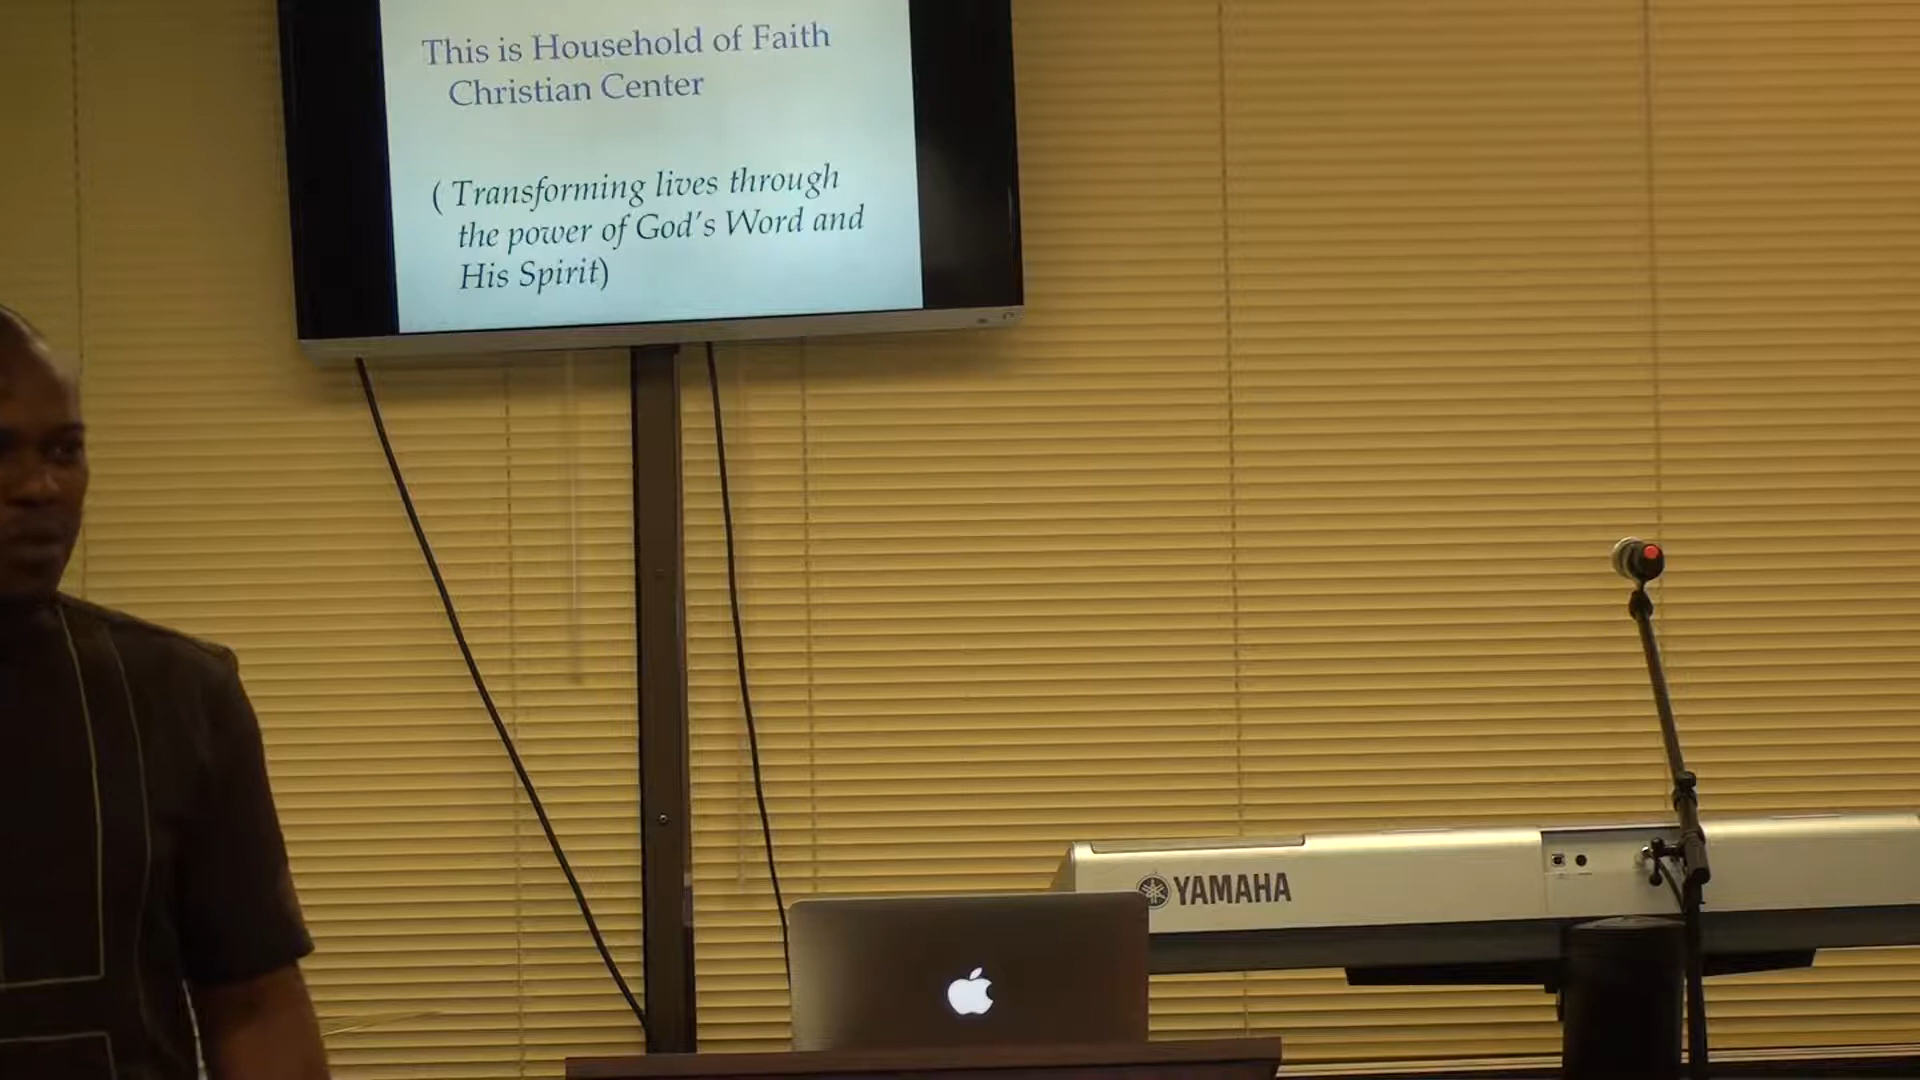 This is Household of Faith
Christian Center
( Transforming lives through
the power of God's Word and
His Spirit)
YAMAHA